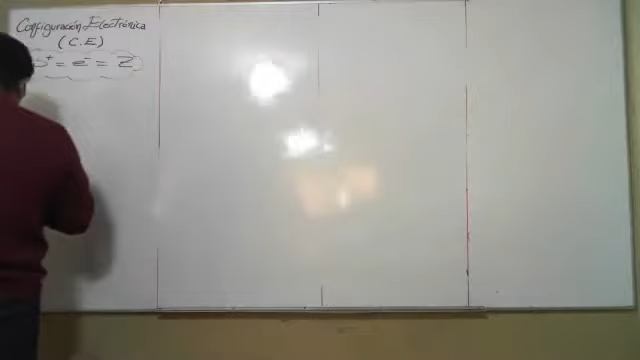 Configuración Electrónica
(C.E)
p⁺ = e⁻ = Z